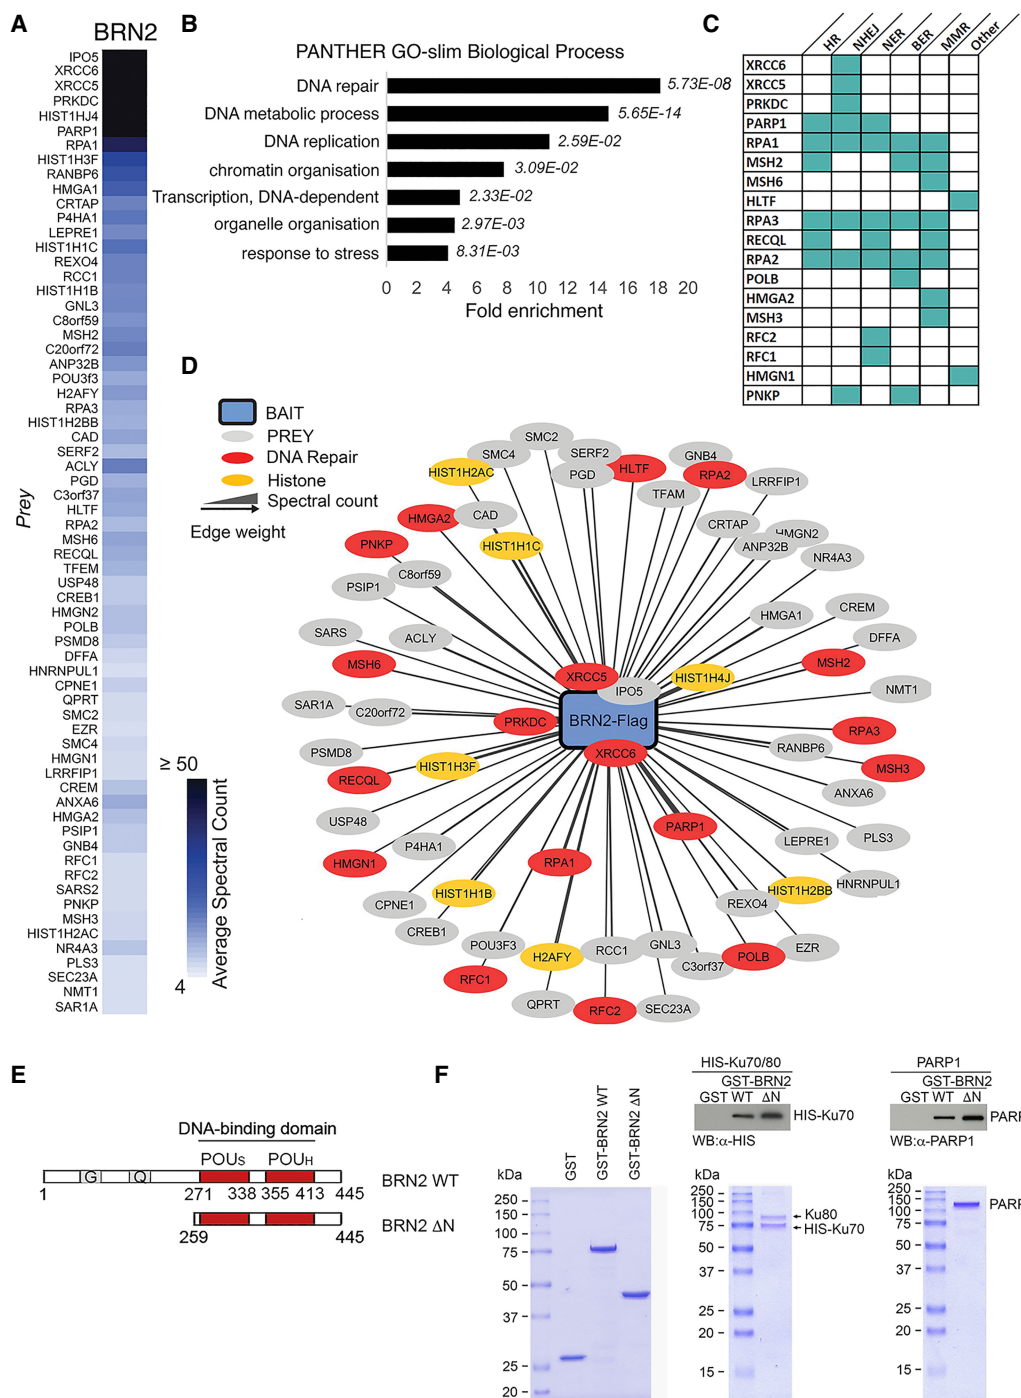 A
BRN2
IPO5
XRCC6
XRCC5
PRKDC
HIST1HJ4
PARP1
RPA1
HIST1H3F
RANBP6
HMGA1
CRTAP
P4HA1
LEPRE1
HIST1H1C
REXO4
RCC1
HIST1H1B
GNL3
C8orf59
MSH2
C20orf72
ANP32B
POU3f3
H2AFY
RPA3
HIST1H2BB
CAD
SERF2
ACLY
PGD
C3orf37
HLTF
RPA2
MSH6
RECQL
TFEM
USP48
CREB1
HMGN2
POLB
PSMD8
DFFA
HNRNPUL1
CPNE1
QPRT
SMC2
EZR
SMC4
HMGN1
LRRFIP1
CREM
ANXA6
HMGA2
PSIP1
GNB4
RFC1
RFC2
SARS2
PNKP
MSH3
HIST1H2AC
NR4A3
PLS3
SEC23A
NMT1
SAR1A
Prey
≥ 50
4
Average Spectral Count
B
PANTHER GO-slim Biological Process
DNA repair 5.73E-08
DNA metabolic process 5.65E-14
DNA replication 2.59E-02
chromatin organisation 3.09E-02
Transcription, DNA-dependent 2.33E-02
organelle organisation 2.97E-03
response to stress 8.31E-03
0 2 4 6 8 10 12 14 16 18 20
Fold enrichment
C
HR NHEJ NER BER MMR Other
XRCC6
XRCC5
PRKDC
PARP1
RPA1
MSH2
MSH6
HLTF
RPA3
RECQL
RPA2
POLB
HMGA2
MSH3
RFC2
RFC1
HMGN1
PNKP
D
BAIT
PREY
DNA Repair
Histone
Spectral count
Edge weight
SMC2
SMC4
SERF2
GNB4
HIST1H2AC
PGD
HLTF
RPA2
LRRFIP1
TFAM
HMGA2
CAD
CRTAP
HMGN2
PNKP
HIST1H1C
ANP32B
NR4A3
C8orf59
PSIP1
HMGA1
CREM
SARS
ACLY
DFFA
MSH6
MSH2
XRCC5
HIST1H4J
IPO5
NMT1
SAR1A
C20orf72
PRKDC
BRN2-Flag
RPA3
PSMD8
XRCC6
RANBP6
RECQL
HIST1H3F
MSH3
ANXA6
USP48
PARP1
P4HA1
LEPRE1
PLS3
HMGN1
RPA1
HNRNPUL1
HIST1H1B
HIST1H2BB
CPNE1
REXO4
CREB1
POU3F3
RCC1
GNL3
EZR
H2AFY
C3orf37
POLB
RFC1
QPRT
RFC2
SEC23A
E
DNA-binding domain
POUS POUH
G Q
BRN2 WT
1 271 338 355 413 445
BRN2 ΔN
259 445
F
GST
GST-BRN2 WT
GST-BRN2 ΔN
kDa
250
150
100
75
50
37
25
20
HIS-Ku70/80
GST-BRN2
GST WT ΔN
HIS-Ku70
WB:α-HIS
kDa
250
150
100
75
50
37
25
20
15
Ku80
HIS-Ku70
PARP1
GST-BRN2
GST WT ΔN
PARP
WB:α-PARP1
kDa
250
150
100
75
50
37
25
20
15
PARP